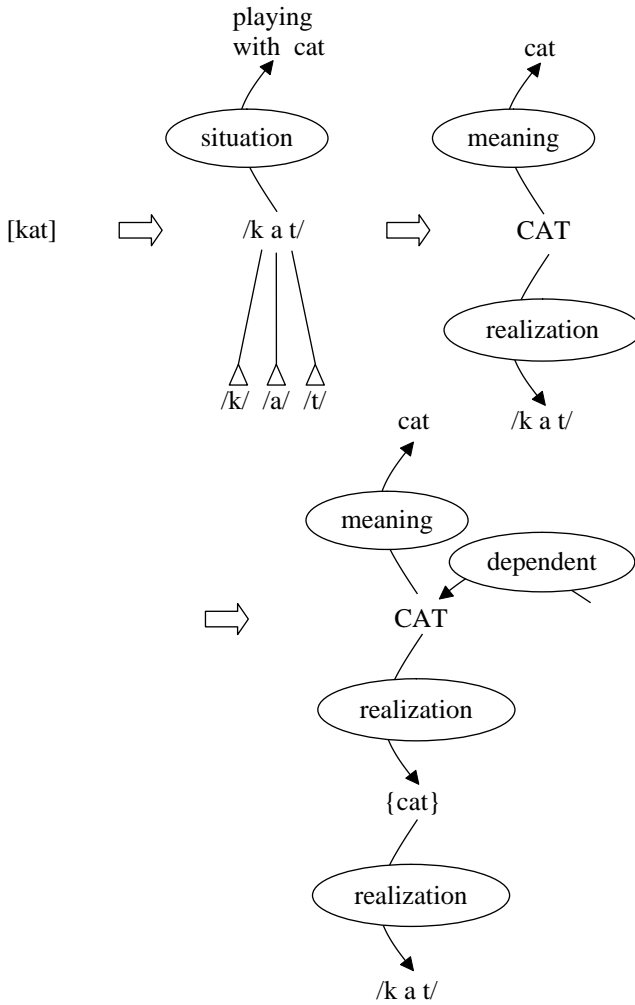 playing
with cat
cat
situation
meaning
[kat]
/k a t/
CAT
realization
/k/ /a/ /t/
/k a t/
cat
meaning
dependent
CAT
realization
{cat}
realization
/k a t/